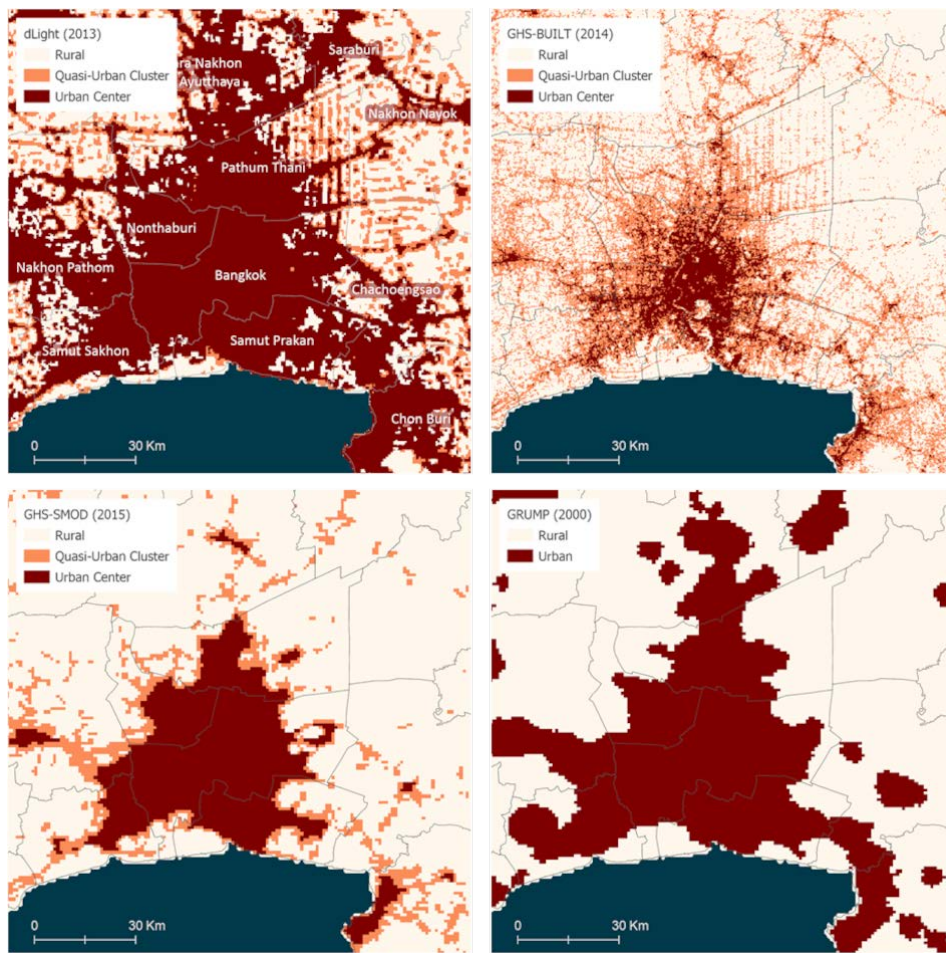 dLight (2013)
Rural
Quasi-Urban Cluster
Urban Center
ra Nakhon
Ayutthaya
Saraburi
Nakhon Nayok
Pathum Thani
Nonthaburi
Nakhon Pathom
Bangkok
Chachoengsao
Samut Sakhon
Samut Prakan
Chon Buri
0 30 Km
GHS-BUILT (2014)
Rural
Quasi-Urban Cluster
Urban Center
0 30 Km
GHS-SMOD (2015)
Rural
Quasi-Urban Cluster
Urban Center
0 30 Km
GRUMP (2000)
Rural
Urban
0 30 Km